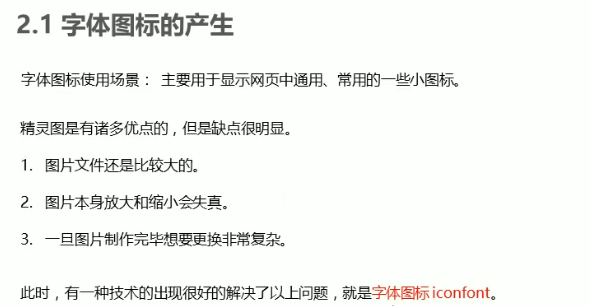 2.1 字体图标的产生
字体图标使用场景： 主要用于显示网页中通用、常用的一些小图标。
精灵图是有诸多优点的，但是缺点很明显。
1. 图片文件还是比较大的。
2. 图片本身放大和缩小会失真。
3. 一旦图片制作完毕想要更换非常复杂。
此时，有一种技术的出现很好的解决了以上问题，就是字体图标 iconfont。